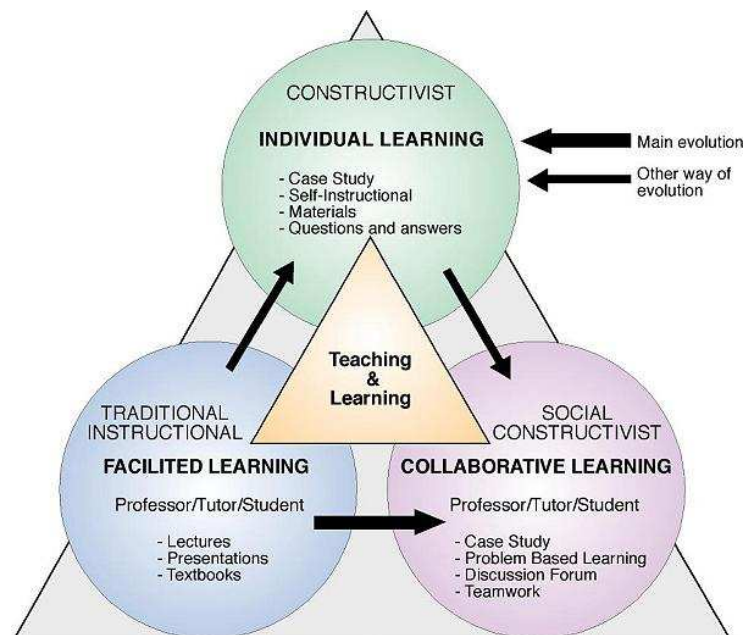 CONSTRUCTIVIST
INDIVIDUAL LEARNING
- Case Study
- Self-Instructional
- Materials
- Questions and answers
Main evolution
Other way of
evolution
Teaching
&
Learning
TRADITIONAL
INSTRUCTIONAL
FACILITED LEARNING
Professor/Tutor/Student
- Lectures
- Presentations
- Textbooks
SOCIAL
CONSTRUCTIVIST
COLLABORATIVE LEARNING
Professor/Tutor/Student
- Case Study
- Problem Based Learning
- Discussion Forum
- Teamwork